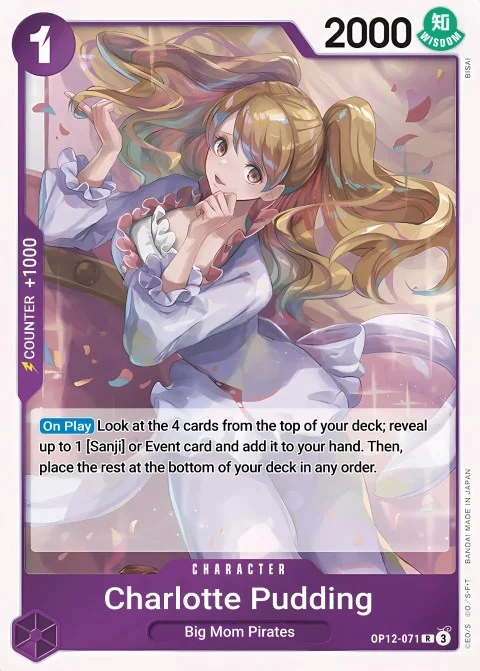 1
2000
知
WISDOM
BISAI
COUNTER +1000
On Play Look at the 4 cards from the top of your deck; reveal
up to 1 [Sanji] or Event card and add it to your hand. Then,
place the rest at the bottom of your deck in any order.
CHARACTER
Charlotte Pudding
Big Mom Pirates
OP12-071 R 3
©E.O/S ©O/S·F·T BANDAI MADE IN JAPAN